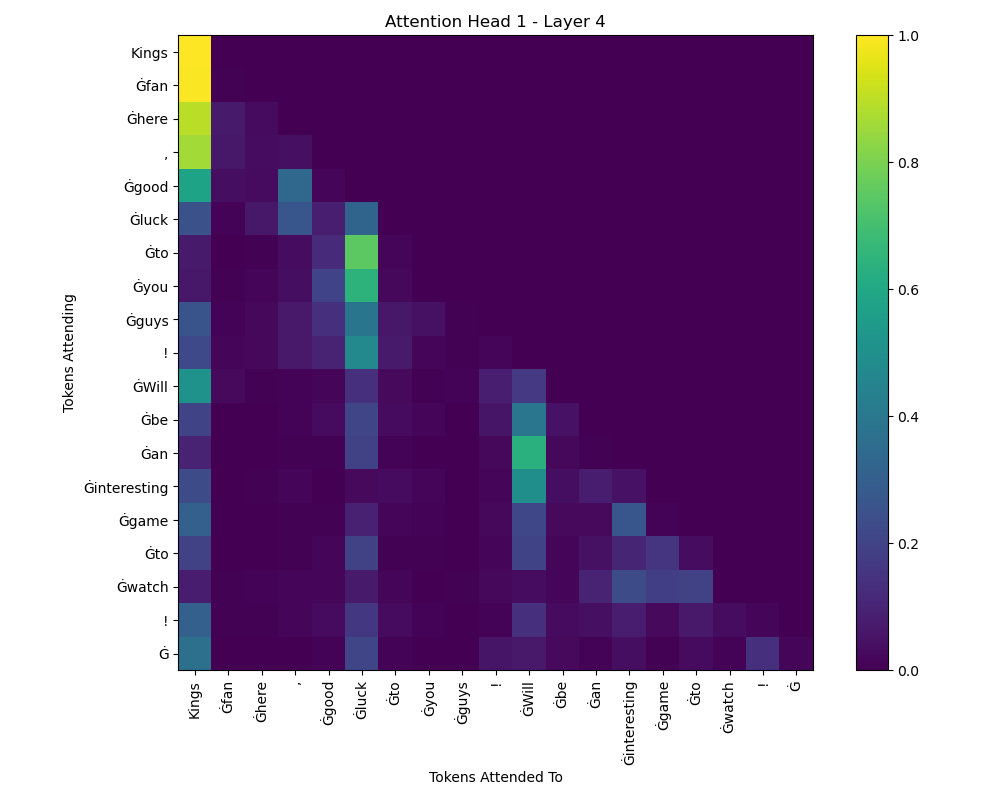 Attention Head 1 - Layer 4
Kings
Ġfan
Ġhere
,
Ġgood
Ġluck
Ġto
Ġyou
Ġguys
!
ĠWill
Ġbe
Ġan
Ġinteresting
Ġgame
Ġto
Ġwatch
!
Ġ
Tokens Attending
Kings
Ġfan
Ġhere
,
Ġgood
Ġluck
Ġto
Ġyou
Ġguys
!
ĠWill
Ġbe
Ġan
Ġinteresting
Ġgame
Ġto
Ġwatch
!
Ġ
Tokens Attended To
1.0
0.8
0.6
0.4
0.2
0.0